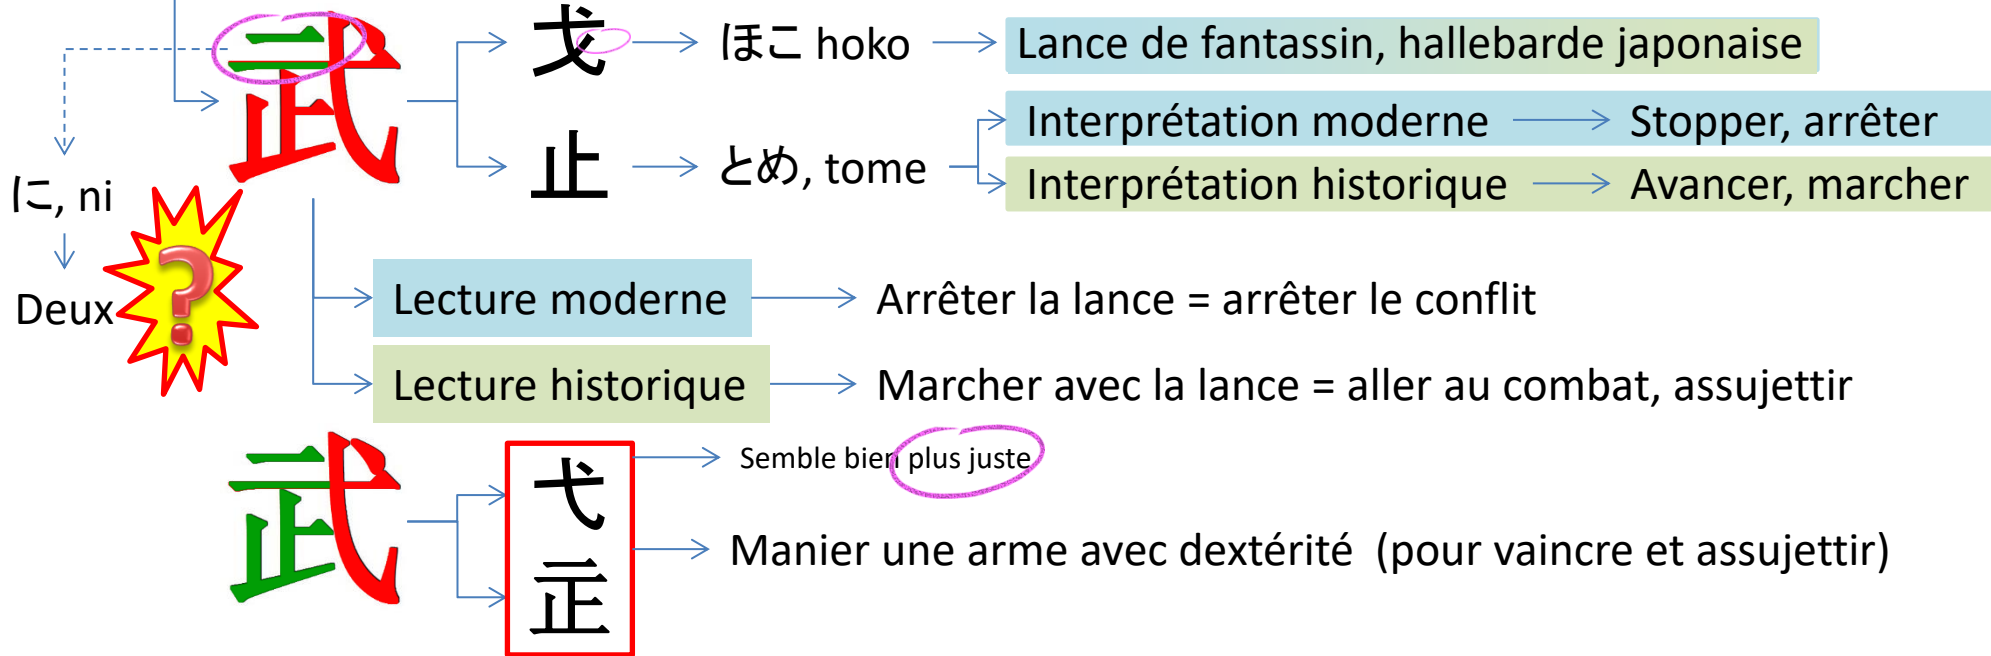 武
戈
ほこ hoko
Lance de fantassin, hallebarde japonaise
止
とめ, tome
Interprétation moderne
Stopper, arrêter
Interprétation historique
Avancer, marcher
に, ni
Deux
?
Lecture moderne
Arrêter la lance = arrêter le conflit
Lecture historique
Marcher avec la lance = aller au combat, assujettir
武
弋
Semble bien plus juste
Manier une arme avec dextérité (pour vaincre et assujettir)